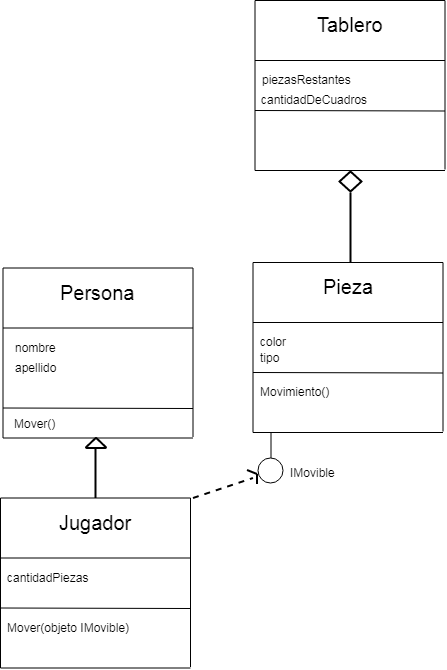 Tablero
piezasRestantes
cantidadDeCuadros
Persona
nombre
apellido
Mover()
Pieza
color
tipo
Movimiento()
IMovible
Jugador
cantidadPiezas
Mover(objeto IMovible)